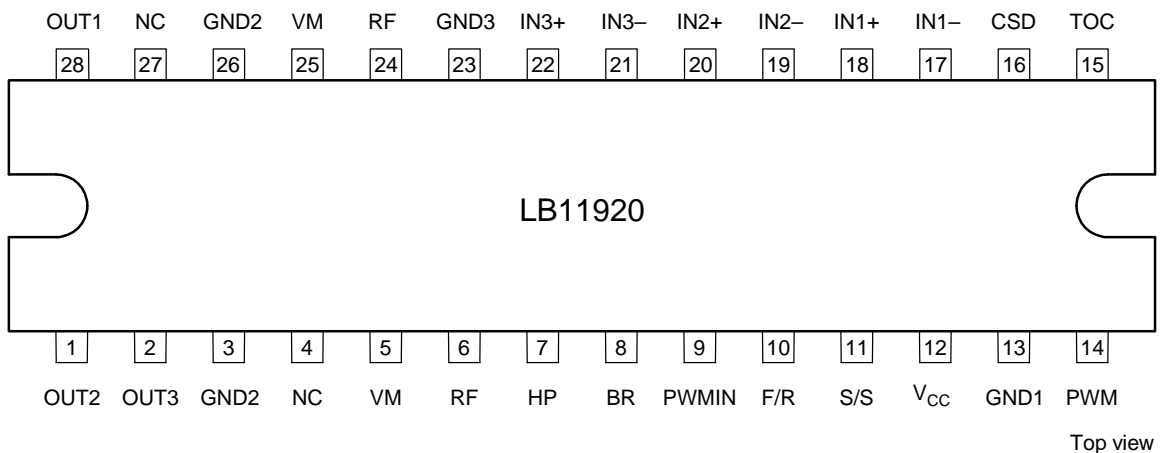 OUT1 NC GND2 VM RF GND3 IN3+ IN3– IN2+ IN2– IN1+ IN1– CSD TOC
28 27 26 25 24 23 22 21 20 19 18 17 16 15
LB11920
1 2 3 4 5 6 7 8 9 10 11 12 13 14
OUT2 OUT3 GND2 NC VM RF HP BR PWMIN F/R S/S VCC GND1 PWM
Top view